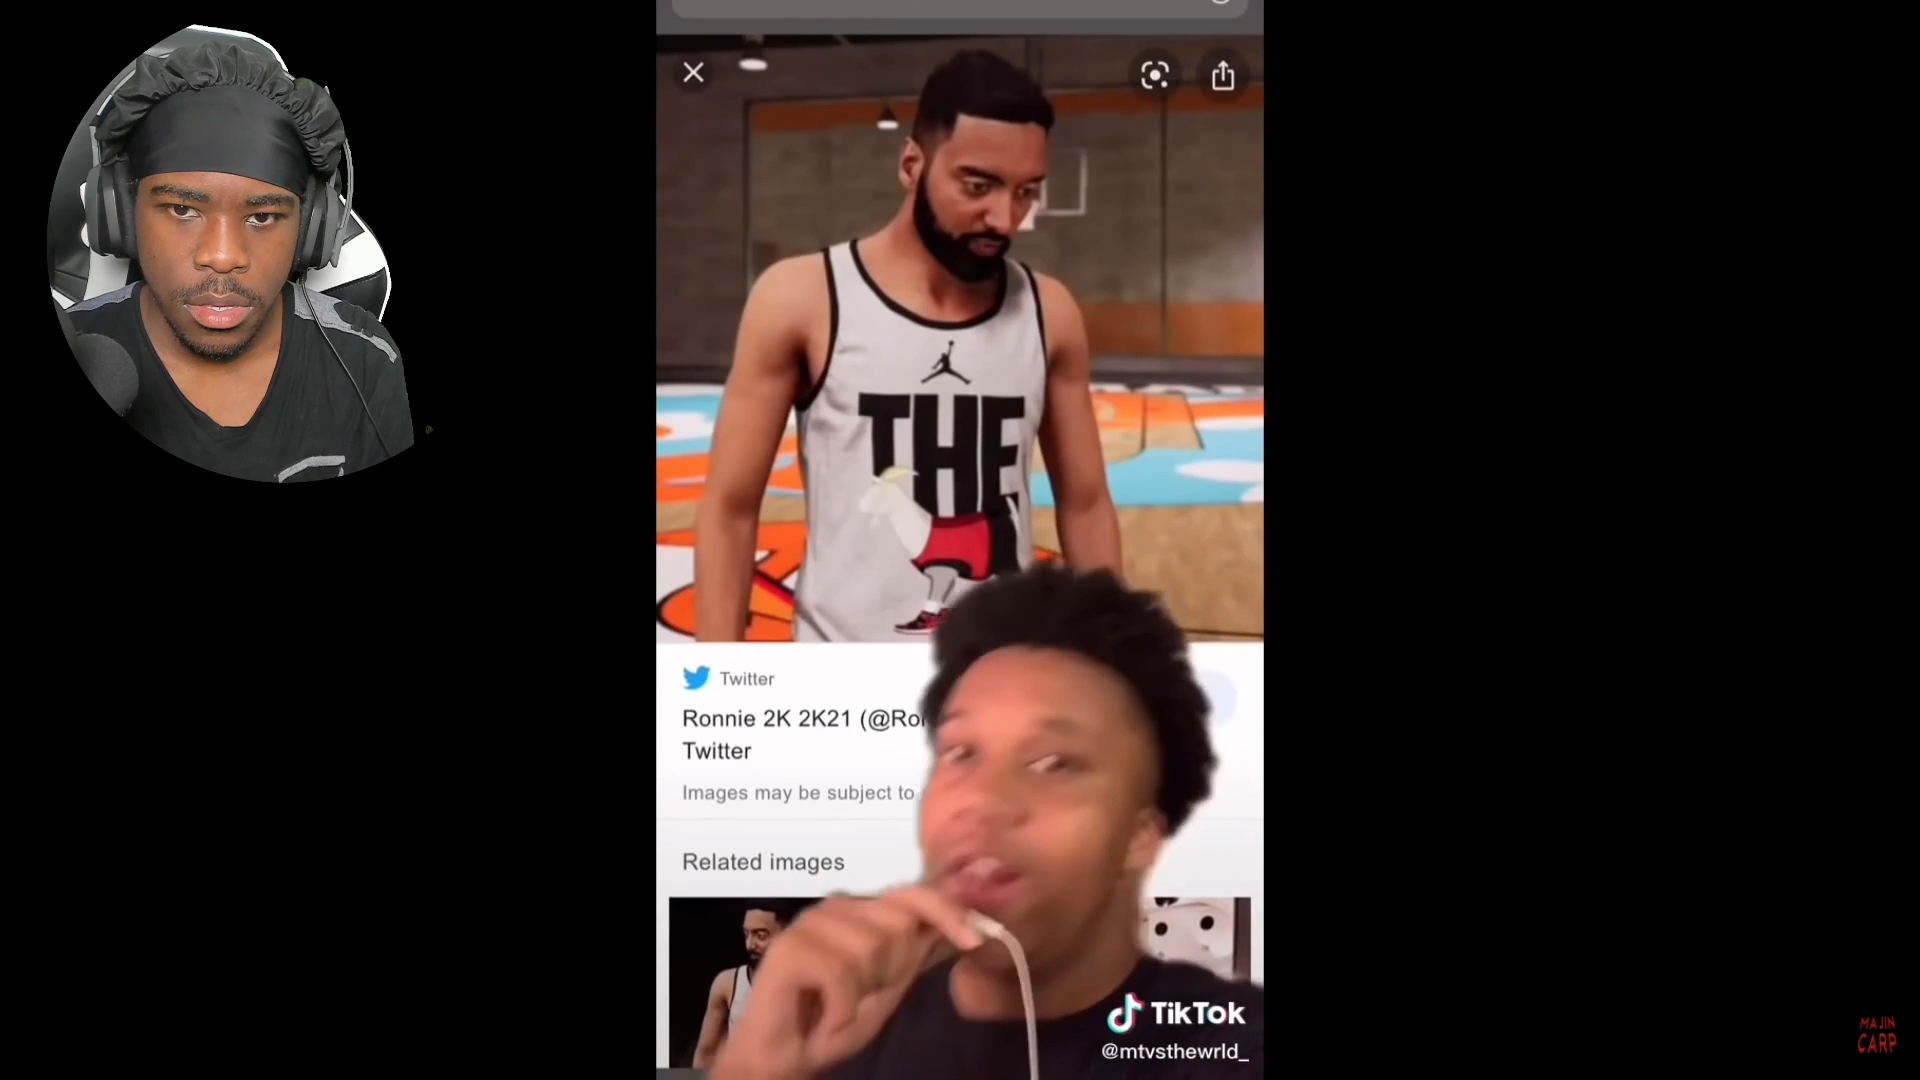 THE
Twitter
Ronnie 2K 2K21 (@Ro
Twitter
Images may be subject to
Related images
TikTok
@mtvsthewrld_
MAJIN
CARP